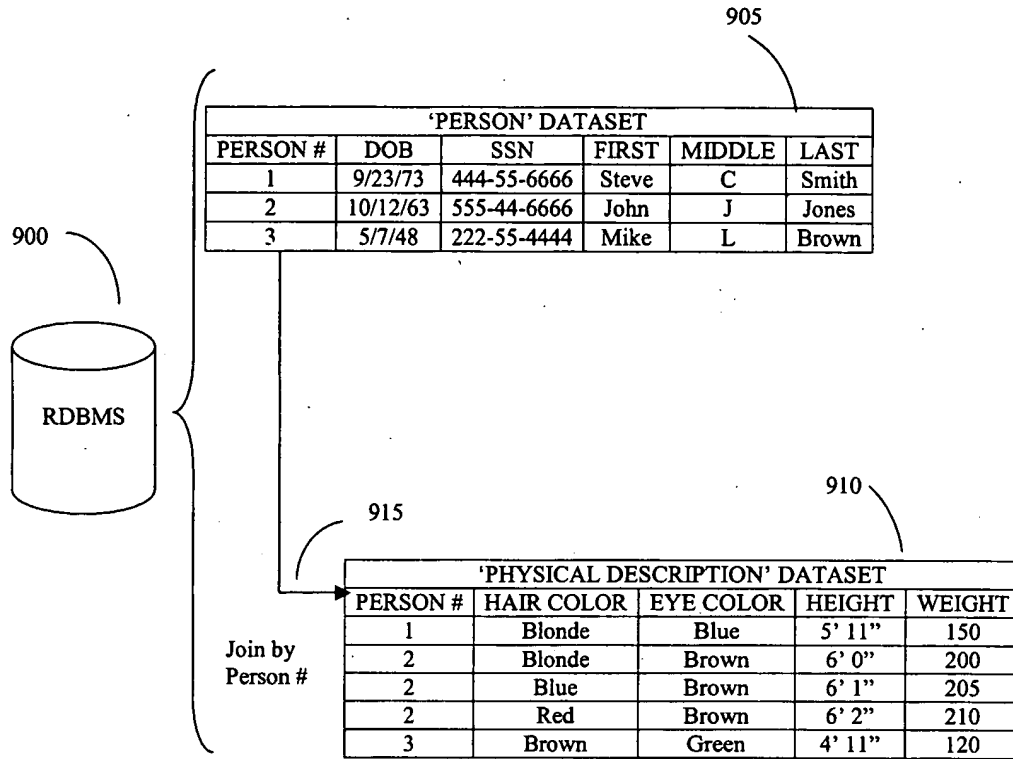 905
'PERSON' DATASET
PERSON # DOB SSN FIRST MIDDLE LAST
1 9/23/73 444-55-6666 Steve C Smith
2 10/12/63 555-44-6666 John J Jones
3 5/7/48 222-55-4444 Mike L Brown
900
RDBMS
910
915
'PHYSICAL DESCRIPTION' DATASET
PERSON # HAIR COLOR EYE COLOR HEIGHT WEIGHT
1 Blonde Blue 5' 11” 150
2 Blonde Brown 6' 0” 200
2 Blue Brown 6' 1” 205
2 Red Brown 6' 2” 210
3 Brown Green 4' 11” 120
Join by
Person #